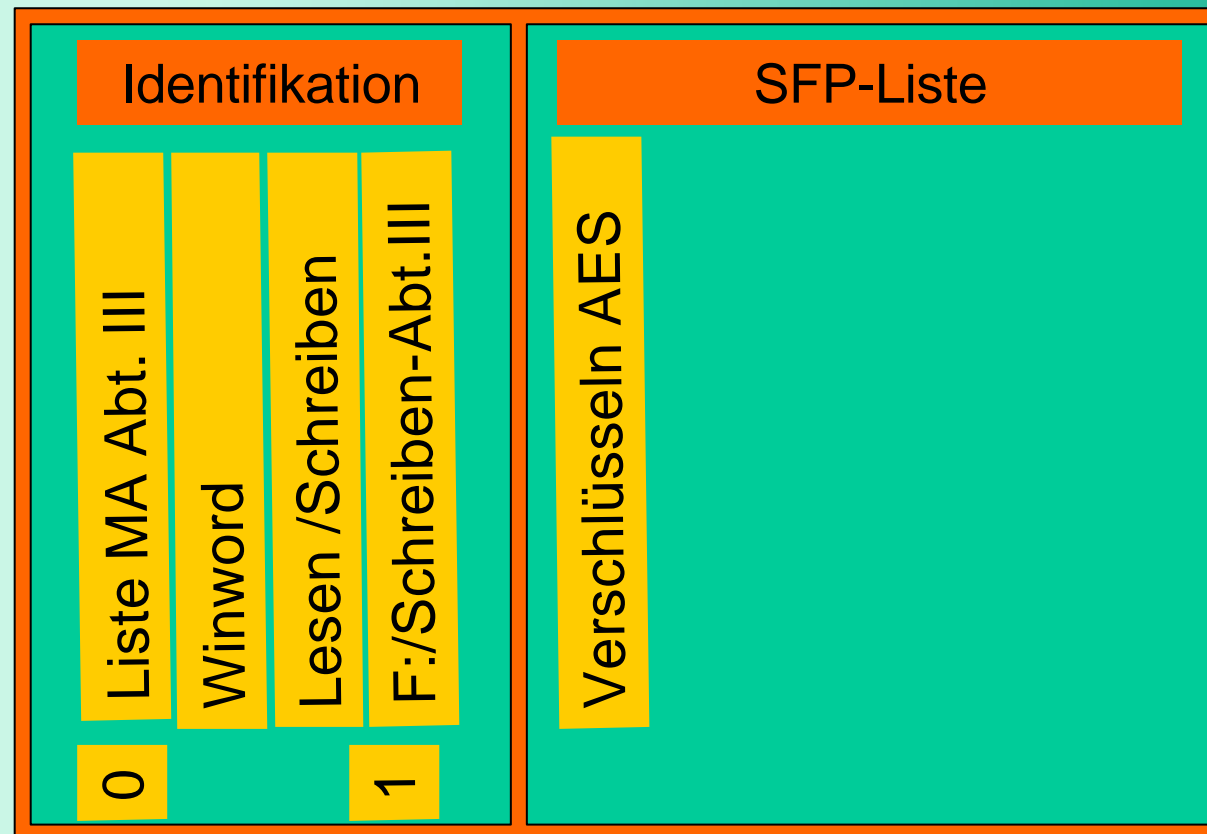 Identifikation
SFP-Liste
Liste MA Abt. III
Winword
Lesen /Schreiben
F:/Schreiben-Abt.III
Verschlüsseln AES
0
1